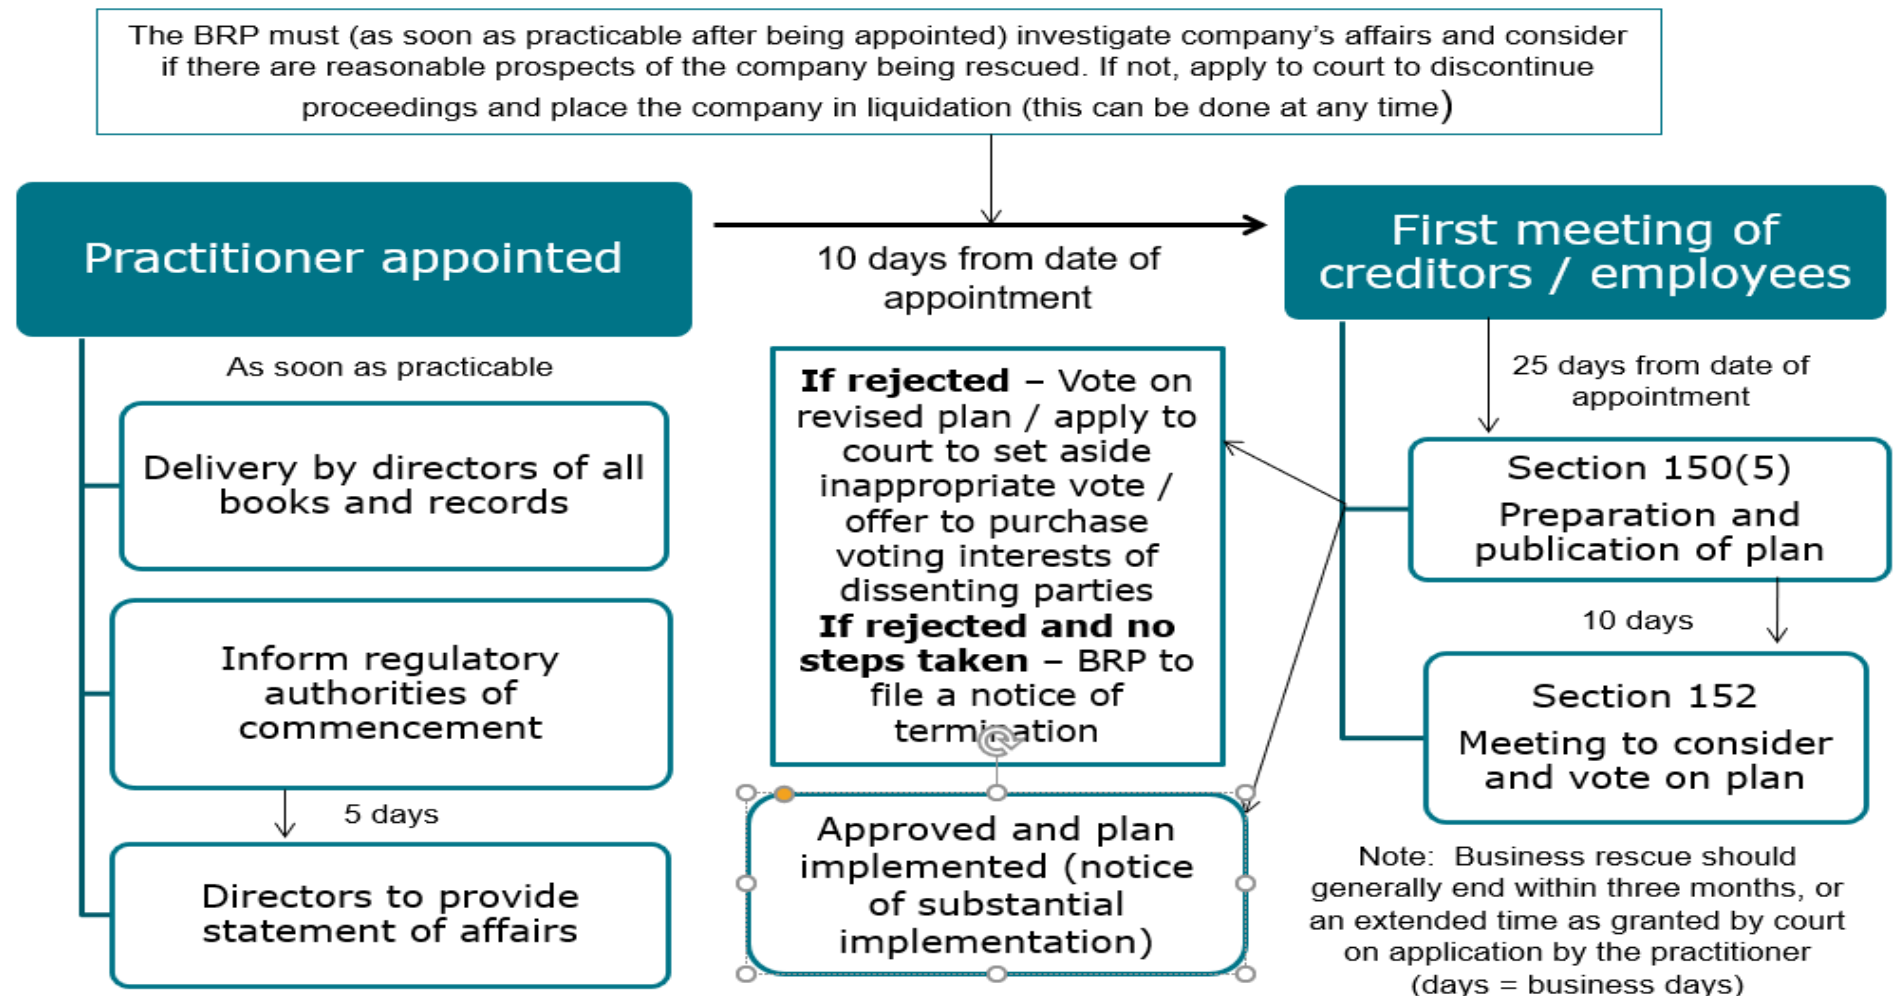 The BRP must (as soon as practicable after being appointed) investigate company's affairs and consider
if there are reasonable prospects of the company being rescued. If not, apply to court to discontinue
proceedings and place the company in liquidation (this can be done at any time)
Practitioner appointed
10 days from date of
appointment
First meeting of
creditors / employees
As soon as practicable
Delivery by directors of all
books and records
Inform regulatory
authorities of
commencement
5 days
Directors to provide
statement of affairs
If rejected – Vote on
revised plan / apply to
court to set aside
inappropriate vote /
offer to purchase
voting interests of
dissenting parties
If rejected and no
steps taken – BRP to
file a notice of
termination
Approved and plan
implemented (notice
of substantial
implementation)
25 days from date of
appointment
Section 150(5)
Preparation and
publication of plan
10 days
Section 152
Meeting to consider
and vote on plan
Note: Business rescue should
generally end within three months, or
an extended time as granted by court
on application by the practitioner
(days = business days)